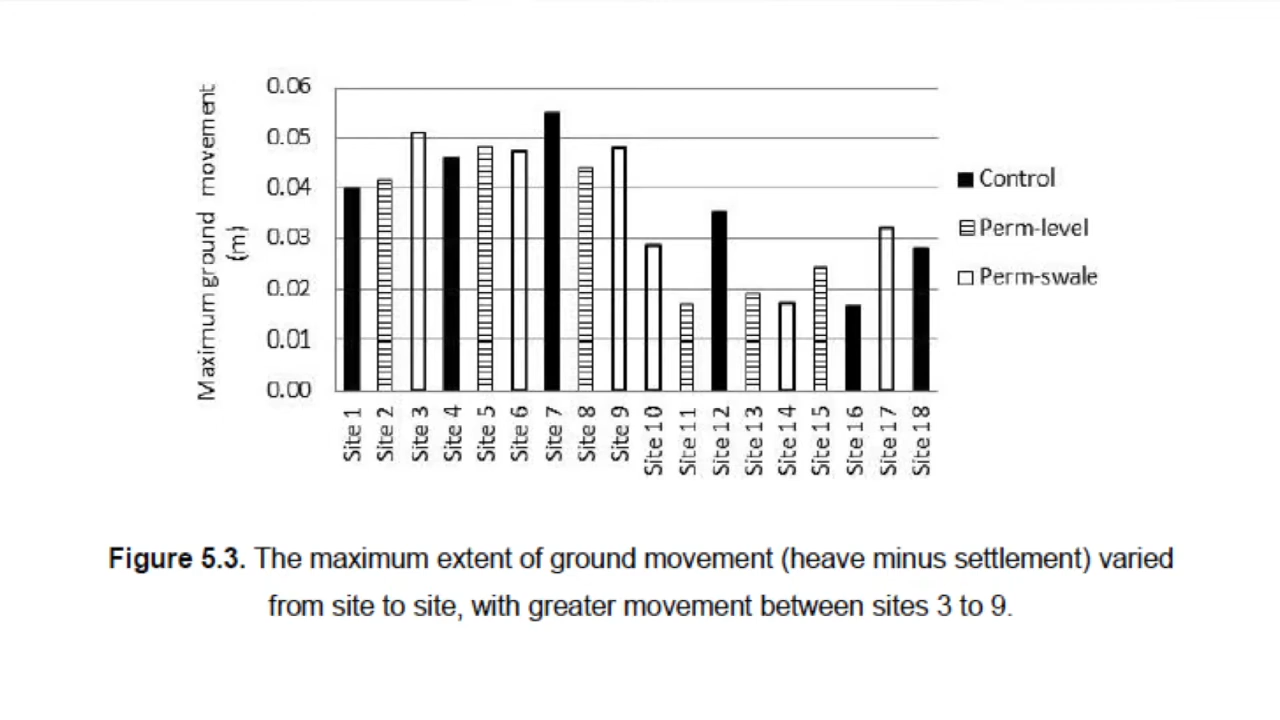 Maximum ground movement
(m)
0.06
0.05
0.04
0.03
0.02
0.01
0.00
Site 1
Site 2
Site 3
Site 4
Site 5
Site 6
Site 7
Site 8
Site 9
Site 10
Site 11
Site 12
Site 13
Site 14
Site 15
Site 16
Site 17
Site 18
Control
Perm-level
Perm-swale
Figure 5.3. The maximum extent of ground movement (heave minus settlement) varied
from site to site, with greater movement between sites 3 to 9.